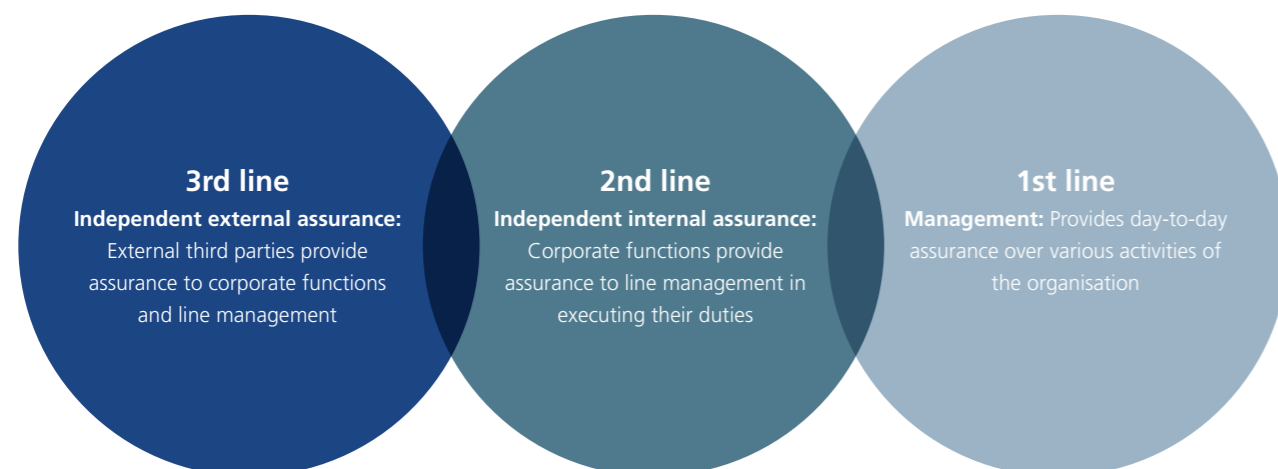 3rd line
Independent external assurance:
External third parties provide
assurance to corporate functions
and line management
2nd line
Independent internal assurance:
Corporate functions provide
assurance to line management in
executing their duties
1st line
Management: Provides day-to-day
assurance over various activities of
the organisation